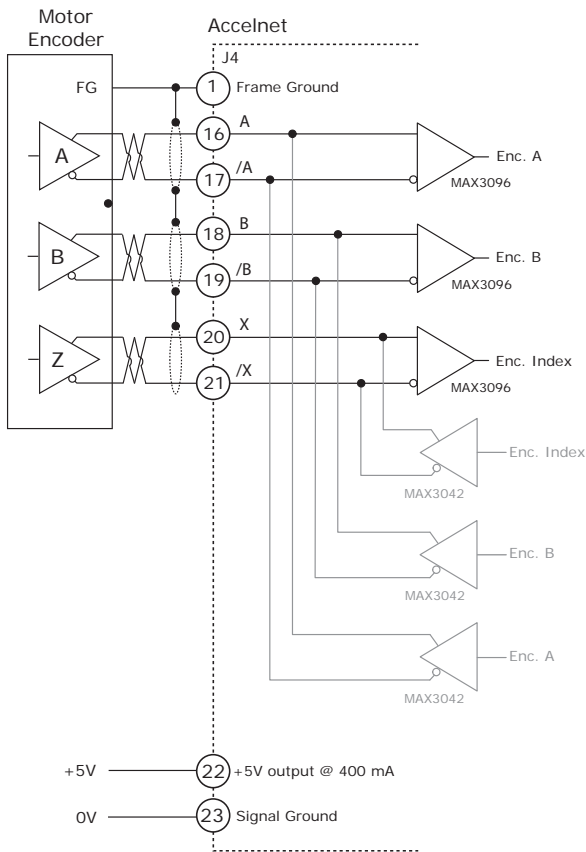 Motor
Encoder
Accelnet
J4
FG
1
Frame Ground
A
16
A
17
/A
Enc. A
MAX3096
B
18
B
19
/B
Enc. B
MAX3096
Z
20
X
21
/X
Enc. Index
MAX3096
Enc. Index
MAX3042
Enc. B
MAX3042
Enc. A
MAX3042
+5V
22
+5V output @ 400 mA
0V
23
Signal Ground